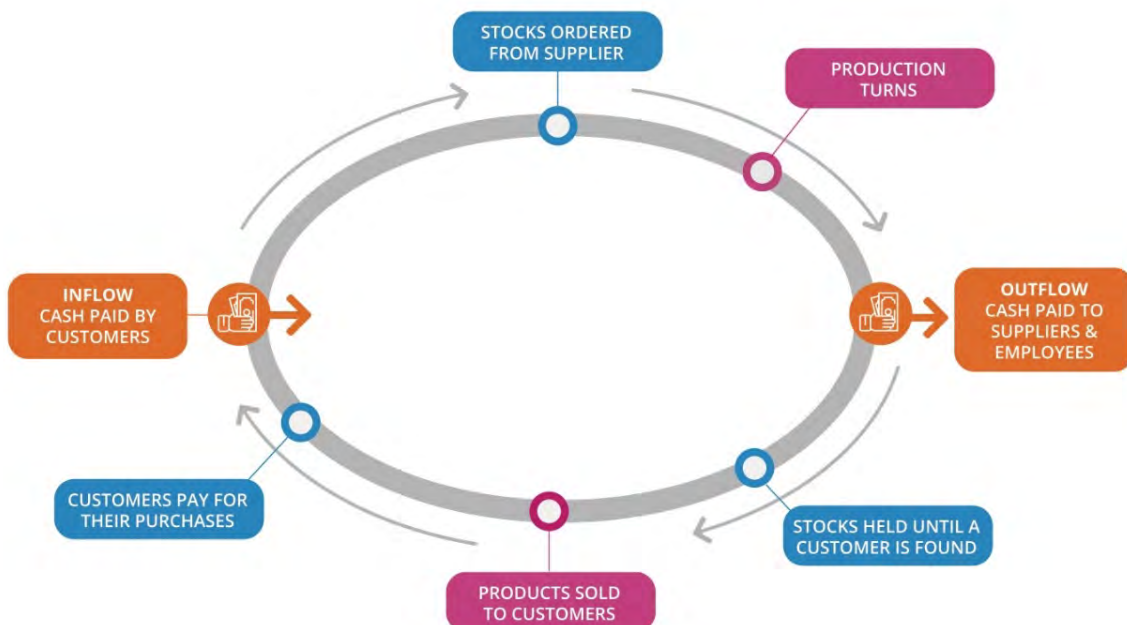 STOCKS ORDERED
FROM SUPPLIER
PRODUCTION
TURNS
INFLOW
CASH PAID BY
CUSTOMERS
OUTFLOW
CASH PAID TO
SUPPLIERS &
EMPLOYEES
CUSTOMERS PAY FOR
THEIR PURCHASES
STOCKS HELD UNTIL A
CUSTOMER IS FOUND
PRODUCTS SOLD
TO CUSTOMERS